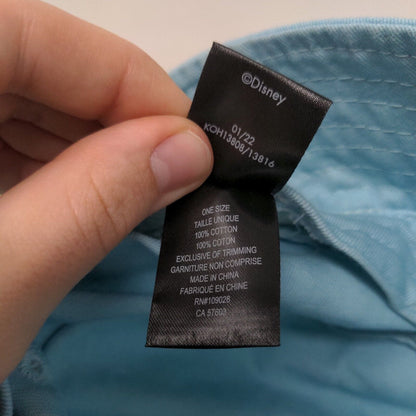 ©Disney
01/22
KOH13808/13816
ONE SIZE
TAILLE UNIQUE
100% COTTON
100% COTON
EXCLUSIVE OF TRIMMING
GARNITURE NON COMPRISE
MADE IN CHINA
FABRIQUÉ EN CHINE
RN#109028
CA 57602